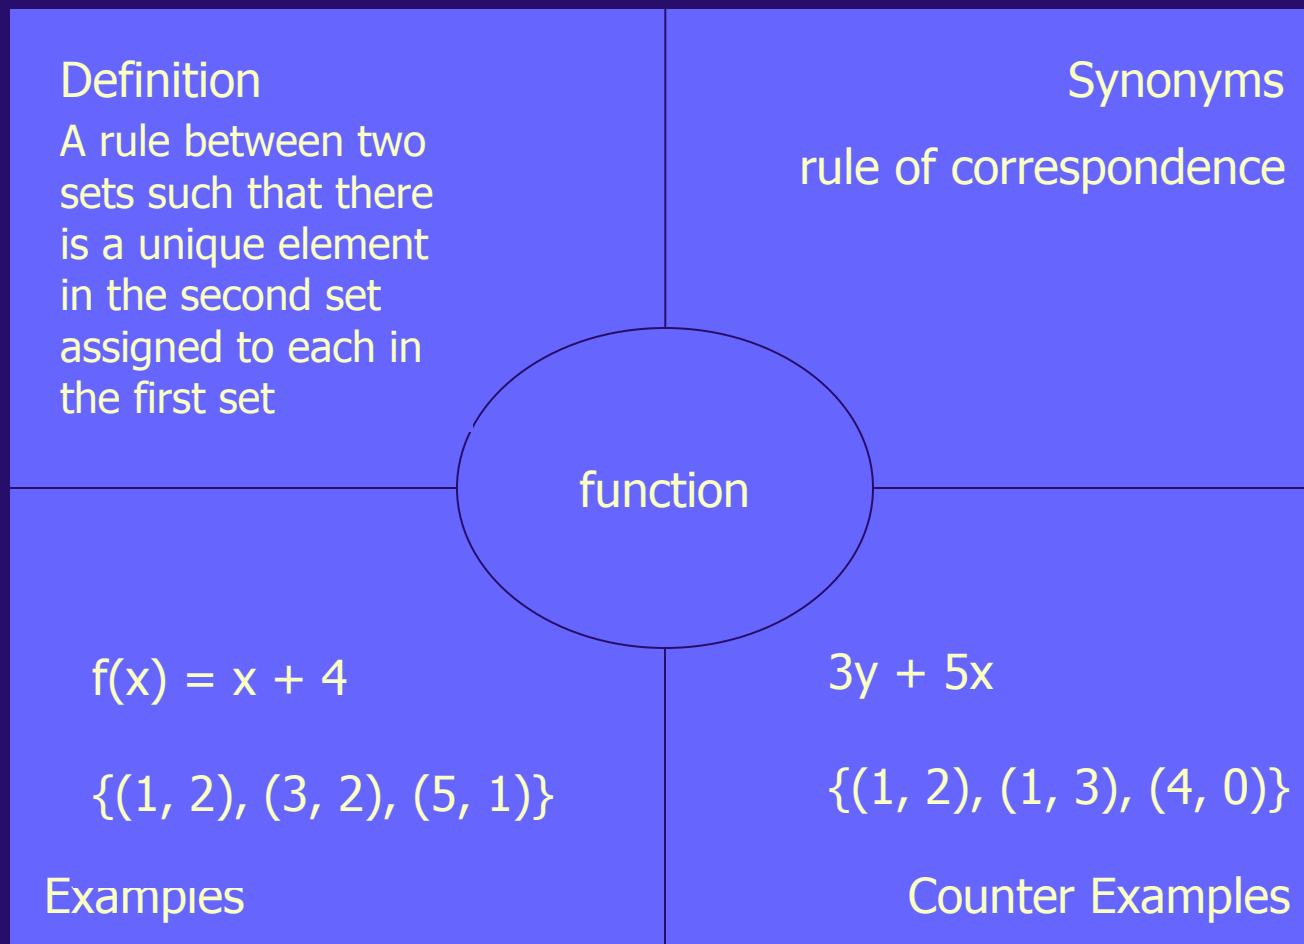 Definition
A rule between two
sets such that there
is a unique element
in the second set
assigned to each in
the first set
Synonyms
rule of correspondence
function
f(x) = x + 4
{(1, 2), (3, 2), (5, 1)}
Examples
3y + 5x
{(1, 2), (1, 3), (4, 0)}
Counter Examples